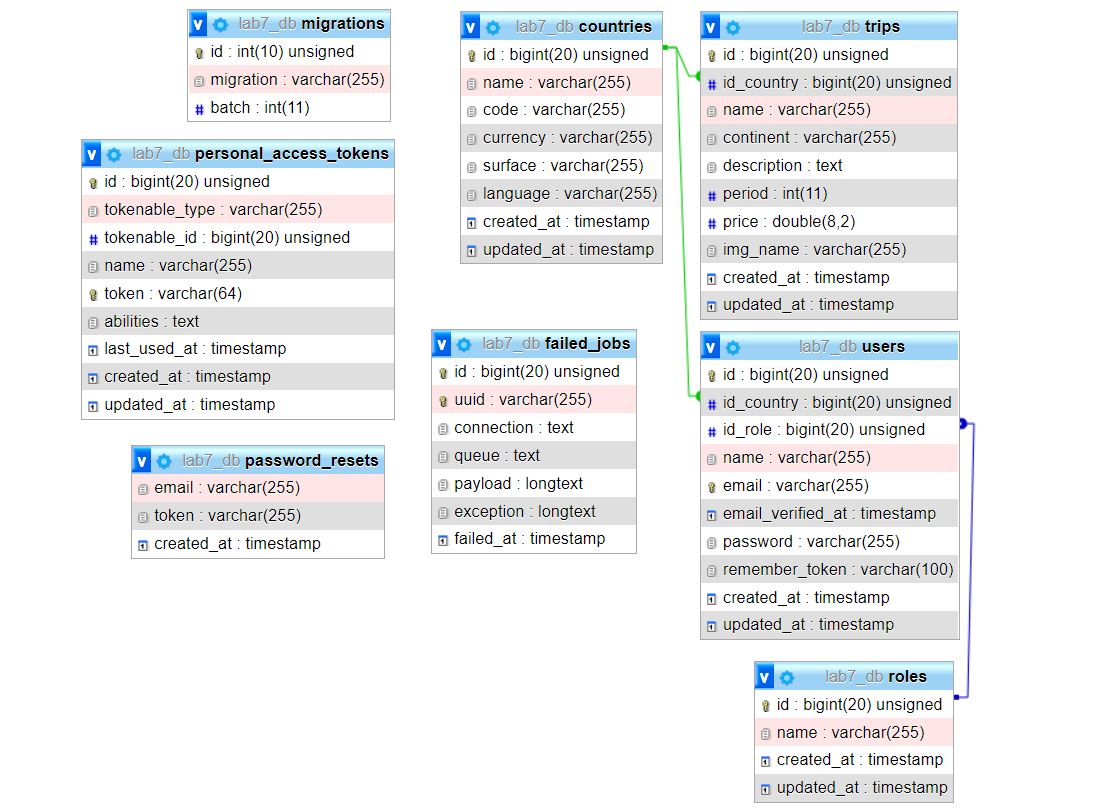 v lab7_db migrations
id : int(10) unsigned
migration : varchar(255)
# batch : int(11)
v lab7_db personal_access_tokens
id : bigint(20) unsigned
tokenable_type : varchar(255)
# tokenable_id : bigint(20) unsigned
name : varchar(255)
token : varchar(64)
abilities : text
last_used_at : timestamp
created_at : timestamp
updated_at : timestamp
v lab7_db password_resets
email : varchar(255)
token : varchar(255)
created_at : timestamp
v lab7_db countries
id : bigint(20) unsigned
name : varchar(255)
code : varchar(255)
currency : varchar(255)
surface : varchar(255)
language : varchar(255)
created_at : timestamp
updated_at : timestamp
v lab7_db failed_jobs
id : bigint(20) unsigned
uuid : varchar(255)
connection : text
queue : text
payload : longtext
exception : longtext
failed_at : timestamp
v lab7_db trips
id : bigint(20) unsigned
# id_country : bigint(20) unsigned
name : varchar(255)
continent : varchar(255)
description : text
# period : int(11)
# price : double(8,2)
img_name : varchar(255)
created_at : timestamp
updated_at : timestamp
v lab7_db users
id : bigint(20) unsigned
# id_country : bigint(20) unsigned
# id_role : bigint(20) unsigned
name : varchar(255)
email : varchar(255)
email_verified_at : timestamp
password : varchar(255)
remember_token : varchar(100)
created_at : timestamp
updated_at : timestamp
v lab7_db roles
id : bigint(20) unsigned
name : varchar(255)
created_at : timestamp
updated_at : timestamp